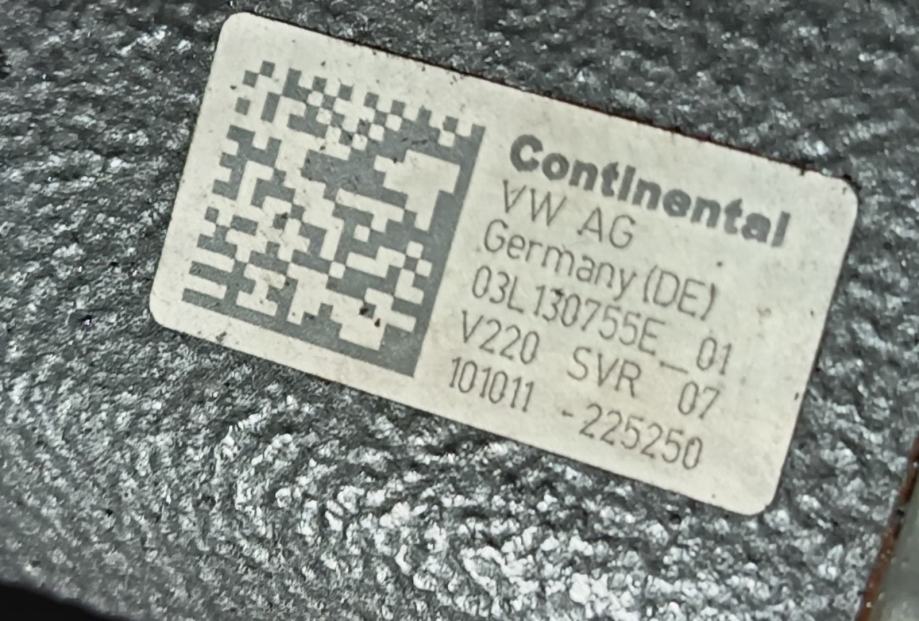 Continental
VW AG
Germany (DE)
03L130755E_01
V220 SVR 07
101011 -225250